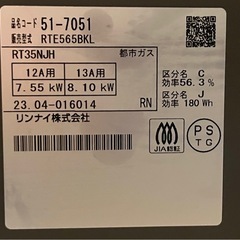 品名コード 51-7051
販売型式 RTE565BKL
RT35NJH 都市ガス
12A用 13A用
7.55 kW 8.10 kW
23.04-016014 RN
リンナイ株式会社
区分名 C
効率56.3 %
区分名 J
効率 180 Wh
JIA認証
PS
TG